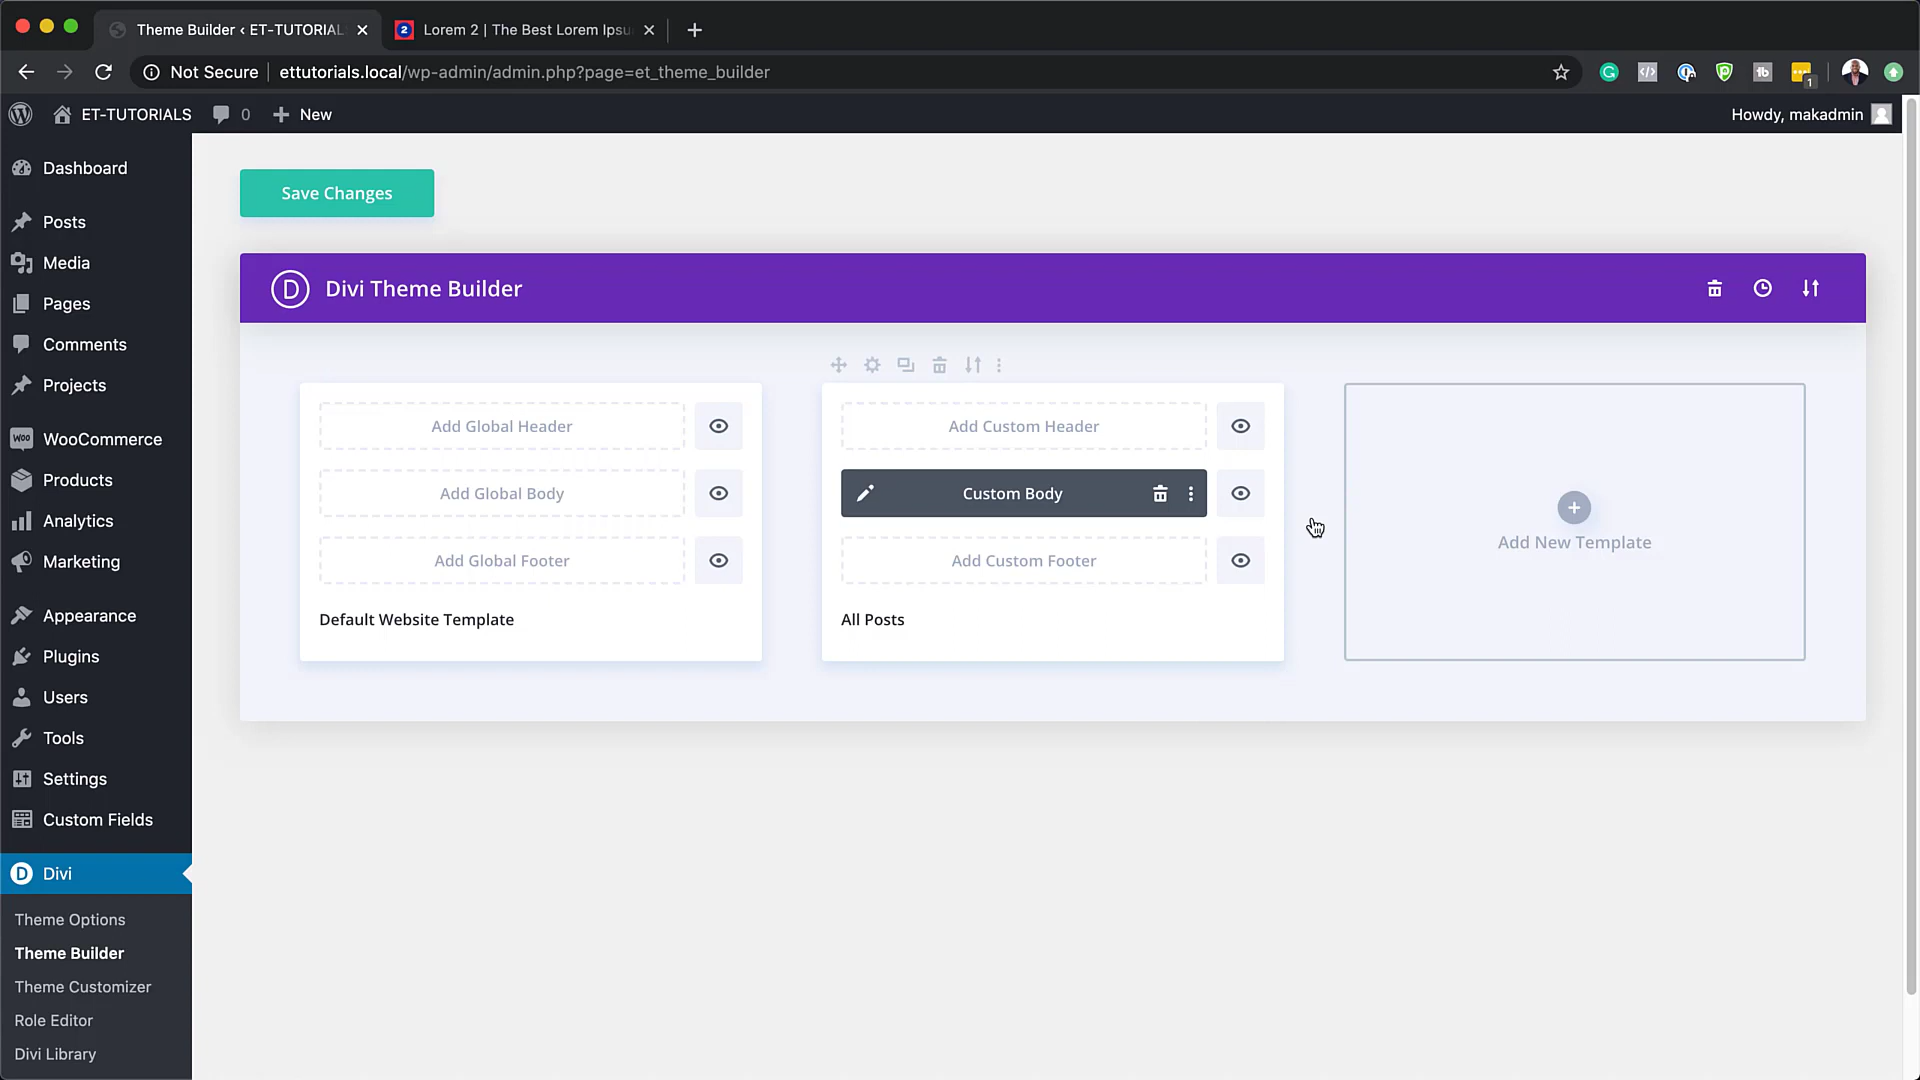 Theme Builder ‹ ET-TUTORIAL
Lorem 2 | The Best Lorem Ipsu
Not Secure
ettutorials.local/wp-admin/admin.php?page=et_theme_builder
1
ET-TUTORIALS
0
New
Howdy, makadmin
Dashboard
Posts
Media
Pages
Comments
Projects
WooCommerce
Products
Analytics
Marketing
Appearance
Plugins
Users
Tools
Settings
Custom Fields
Divi
Theme Options
Theme Builder
Theme Customizer
Role Editor
Divi Library
Save Changes
D Divi Theme Builder
Add Global Header
Add Global Body
Add Global Footer
Default Website Template
Add Custom Header
Custom Body
Add Custom Footer
All Posts
Add New Template